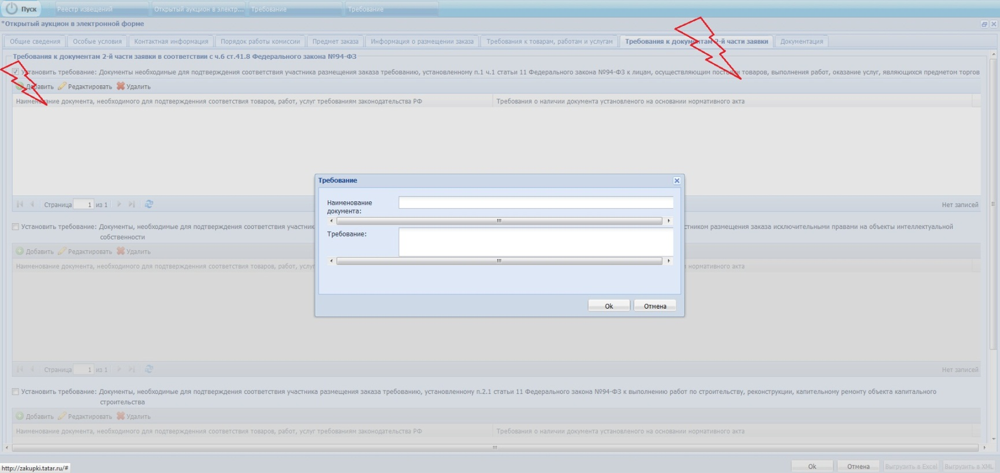 Пуск
Реестр извещений
Открытый аукцион в электр...
Требование
Требование
*Открытый аукцион в электронной форме
Общие сведения
Особые условия
Контактная информация
Порядок работы комиссии
Предмет заказа
Информация о размещении заказа
Требования к товарам, работам и услугам
Требования к документам 2-й части заявки
Документация
Требования к документам 2-й части заявки в соответствии с ч.6 ст.41.8 Федерального закона №94-ФЗ
Установить требование: Документы необходимые для подтверждения соответствия участника размещения заказа требованию, установленному п.1 ч.1 статьи 11 Федерального закона №94-ФЗ к лицам, осуществляющим поставки товаров, выполнения работ, оказание услуг, являющихся предметом торгов
Добавить Редактировать Удалить
Наименование документа, необходимого для подтверждення соответствия товаров, работ, услуг требованиям законодательства РФ
Требования о наличии документа установленого на основании нормативного акта
Страница 1 из 1
Нет записей
Требование
Наименование
документа:
Требование:
Ok Отмена
Установить требование: Документы, необходимые для подтверждения соответствия участник
стником размещения заказа исключительными правами на объекты интеллектуальной
собственности
Добавить Редактировать Удалить
Наименование документа, необходимого для подтверждення соответствия товаров, работ, услуг
и нормативного акта
Страница 1 из 1
Нет записей
Установить требование: Документы, необходимые для подтверждения соответствия участника размещения заказа требованию, установленному п.2.1 статьи 11 Федерального закона №94-ФЗ к выполнению работ по строительству, реконструкции, капительному ремонту объекта капитального
строительства
Добавить Редактировать Удалить
Наименование документа, необходимого для подтверждення соответствия товаров, работ, услуг требованиям законодательства РФ
Требования о наличии документа установленого на основании нормативного акта
http://zakupki.tatar.ru/#
Ok
Отмена
Выгрузить в Excel
Выгрузить в XML